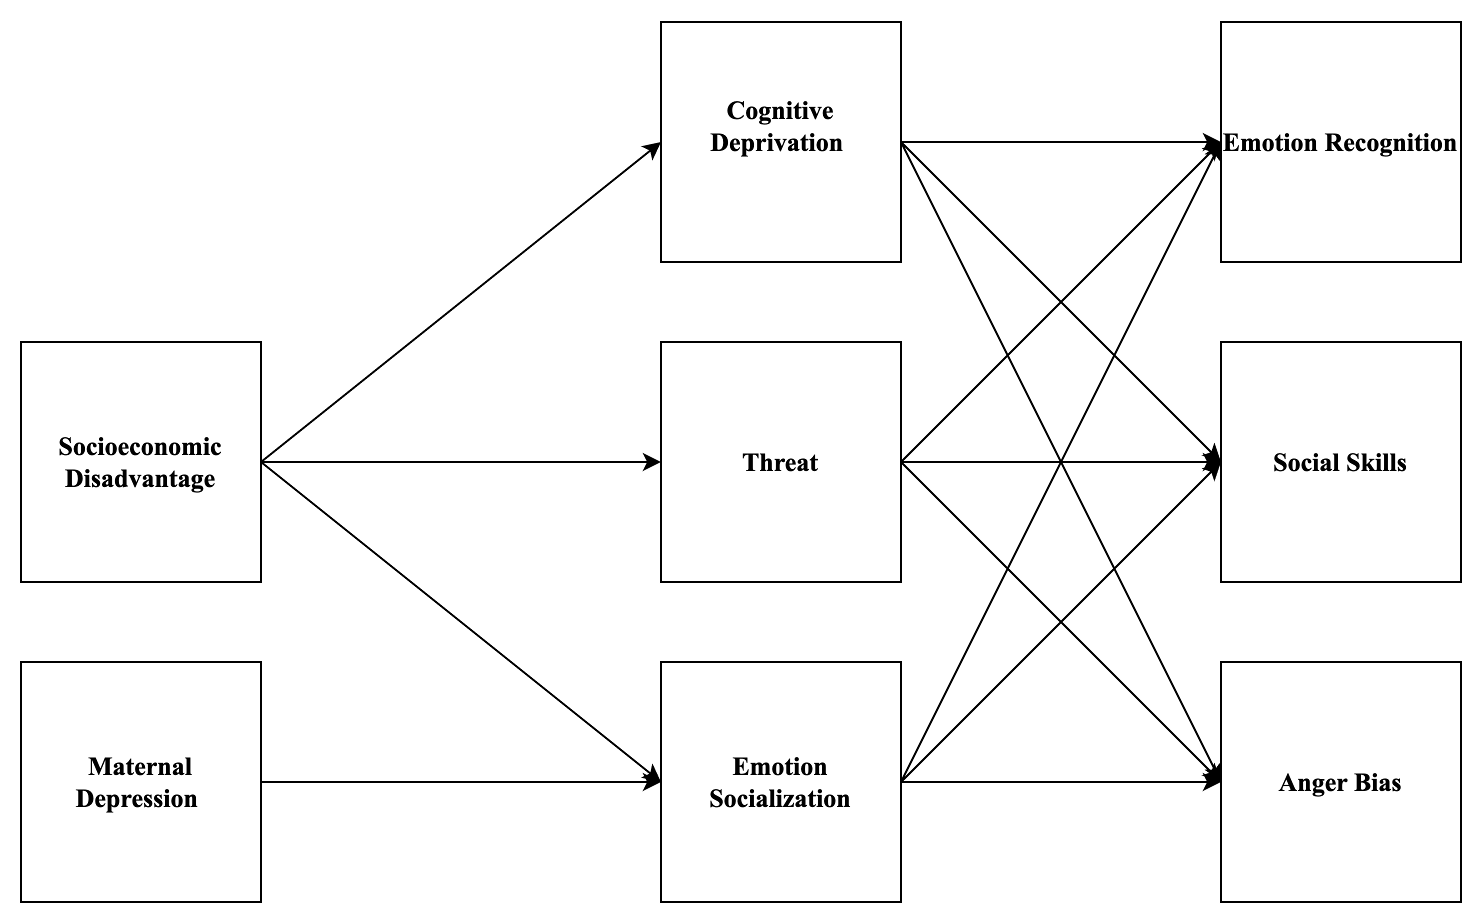 Cognitive
Deprivation
Emotion Recognition
Socioeconomic
Disadvantage
Threat
Social Skills
Maternal
Depression
Emotion
Socialization
Anger Bias